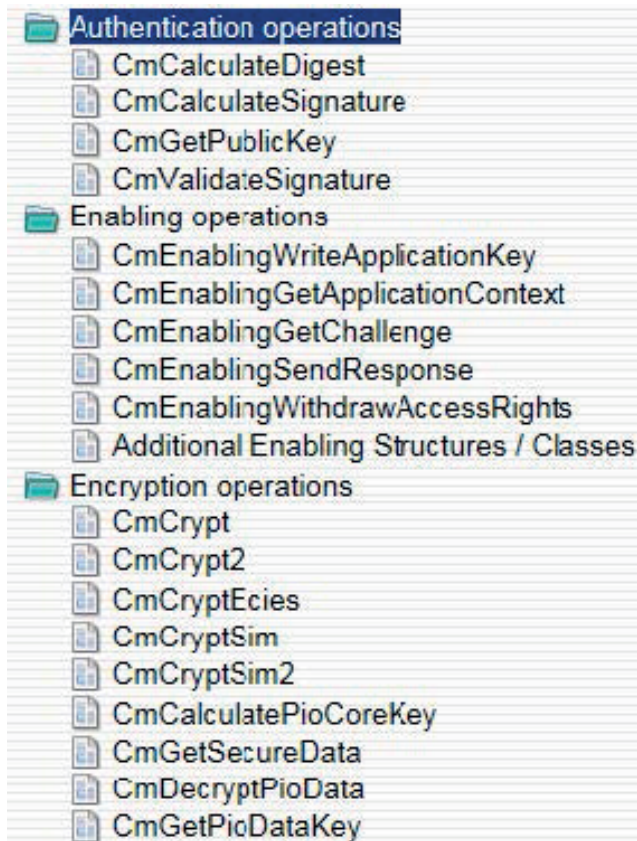 Authentication operations
CmCalculateDigest
CmCalculateSignature
CmGetPublicKey
CmValidateSignature
Enabling operations
CmEnablingWriteApplicationKey
CmEnablingGetApplicationContext
CmEnablingGetChallenge
CmEnablingSendResponse
CmEnablingWithdrawAccessRights
Additional Enabling Structures / Classes
Encryption operations
CmCrypt
CmCrypt2
CmCryptEcies
CmCryptSim
CmCryptSim2
CmCalculatePioCoreKey
CmGetSecureData
CmDecryptPioData
CmGetPioDataKey